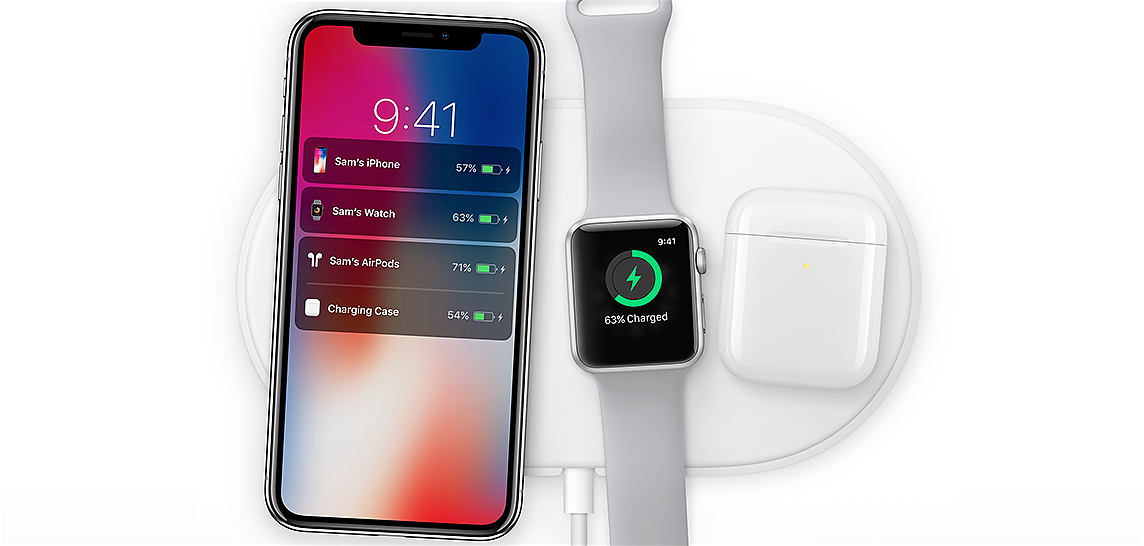 9:41
Sam's iPhone 57%
Sam's Watch 63%
Sam's AirPods 71%
Charging Case 54%
9:41
63% Charged